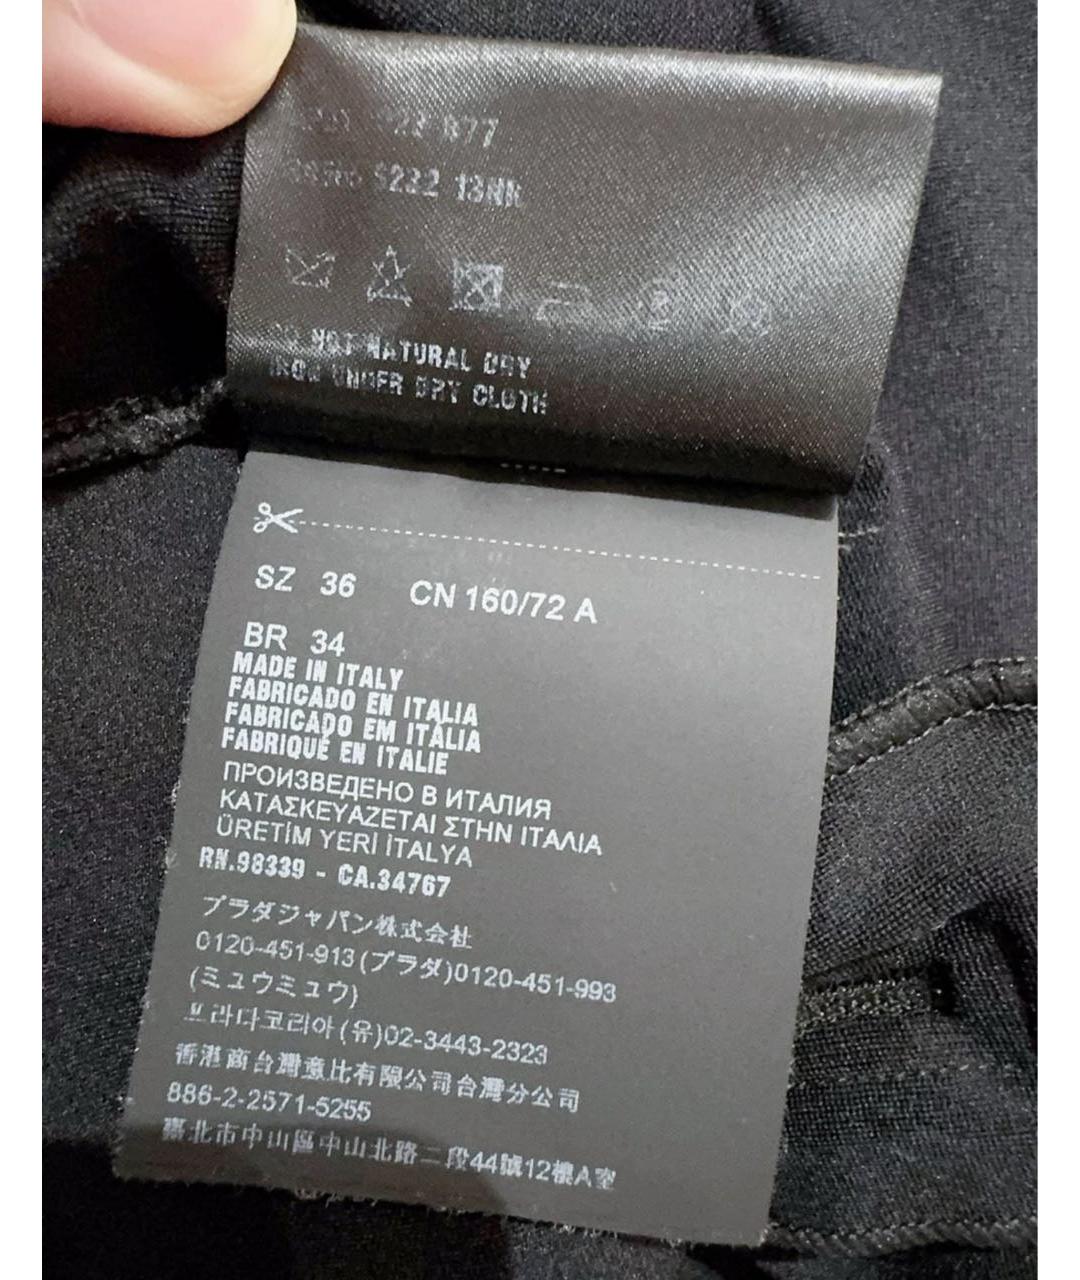 877
S232 13NR
NOT NATURAL DRY
IRON UNDER DRY CLOTH
SZ 36 CN 160/72 A
BR 34
MADE IN ITALY
FABRICADO EN ITALIA
FABRICADO EM ITÁLIA
FABRIQUÉ EN ITALIE
ПРОИЗВЕДЕНО В ИТАЛИЯ
ΚΑΤΑΣΚΕΥΑΖΕΤΑΙ ΣΤΗΝ ΙΤΑΛΙΑ
ÜRETİM YERİ İTALYA
RN.98339 - CA.34767
プラダジャパン株式会社
0120-451-913(プラダ)0120-451-993
(ミュウミュウ)
프라다코리아(유)02-3443-2323
香港商台灣意比有限公司台灣分公司
886-2-2571-5255
臺北市中山區中山北路二段44號12樓A室